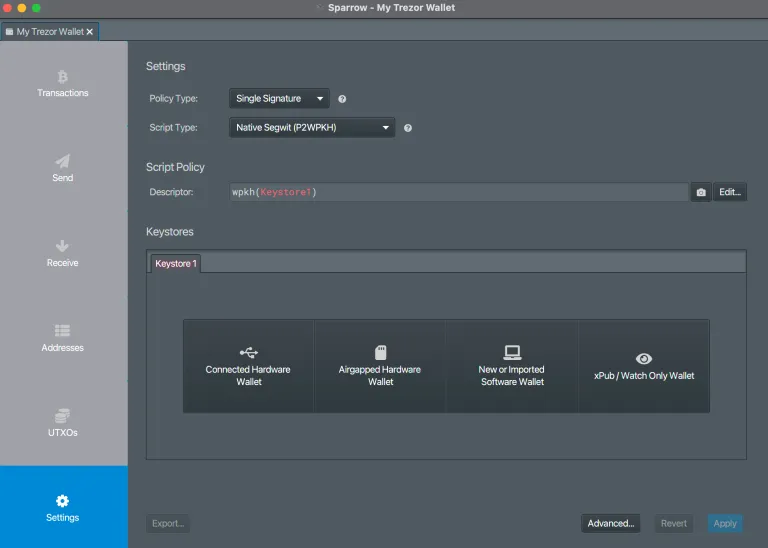 Sparrow - My Trezor Wallet
My Trezor Wallet
Transactions
Send
Receive
Addresses
UTXOs
Settings
Settings
Policy Type: Single Signature
Script Type: Native Segwit (P2WPKH)
Script Policy
Descriptor: wpkh(Keystore1) Edit...
Keystores
Keystore 1
Connected Hardware
Wallet
Airgapped Hardware
Wallet
New or Imported
Software Wallet
xPub / Watch Only Wallet
Export... Advanced... Revert Apply